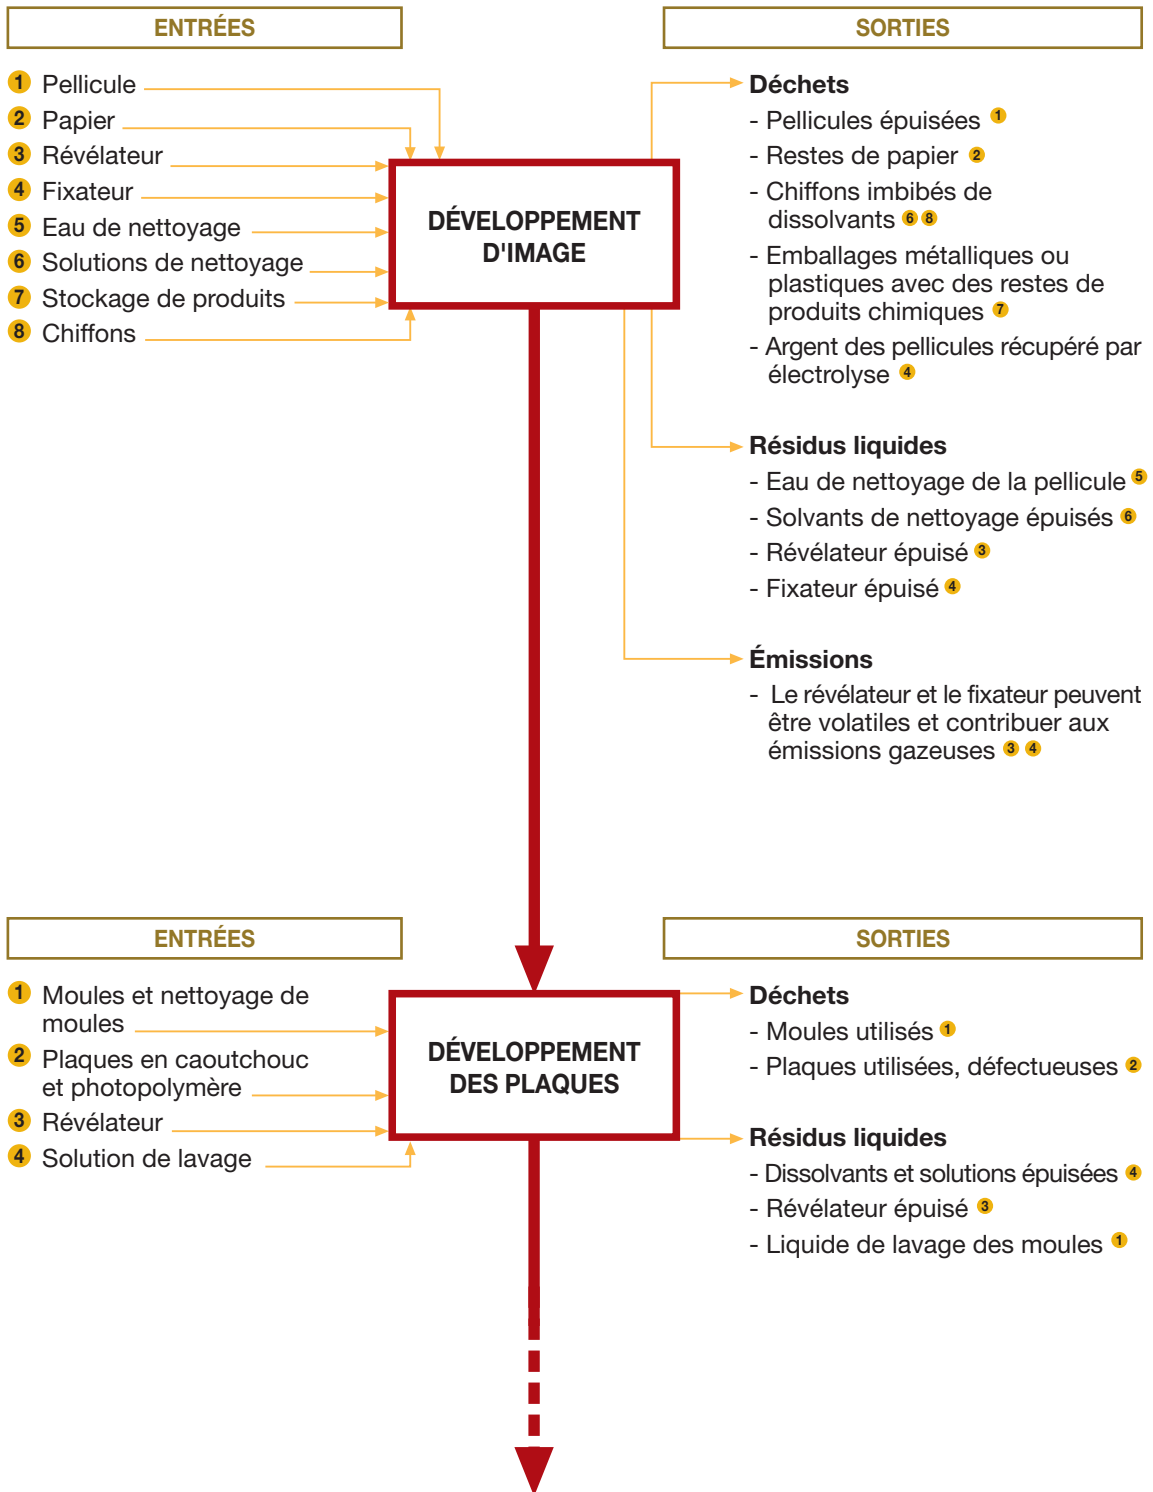 ENTRÉES
1 Pellicule
2 Papier
3 Révélateur
4 Fixateur
5 Eau de nettoyage
6 Solutions de nettoyage
7 Stockage de produits
8 Chiffons
DÉVELOPPEMENT
D'IMAGE
SORTIES
Déchets
- Pellicules épuisées 1
- Restes de papier 2
- Chiffons imbibés de
dissolvants 6 8
- Emballages métalliques ou
plastiques avec des restes de
produits chimiques 7
- Argent des pellicules récupéré par
électrolyse 4
Résidus liquides
- Eau de nettoyage de la pellicule 5
- Solvants de nettoyage épuisés 6
- Révélateur épuisé 3
- Fixateur épuisé 4
Émissions
- Le révélateur et le fixateur peuvent
être volatiles et contribuer aux
émissions gazeuses 3 4
ENTRÉES
1 Moules et nettoyage de
moules
2 Plaques en caoutchouc
et photopolymère
3 Révélateur
4 Solution de lavage
DÉVELOPPEMENT
DES PLAQUES
SORTIES
Déchets
- Moules utilisés 1
- Plaques utilisées, défectueuses 2
Résidus liquides
- Dissolvants et solutions épuisées 4
- Révélateur épuisé 3
- Liquide de lavage des moules 1